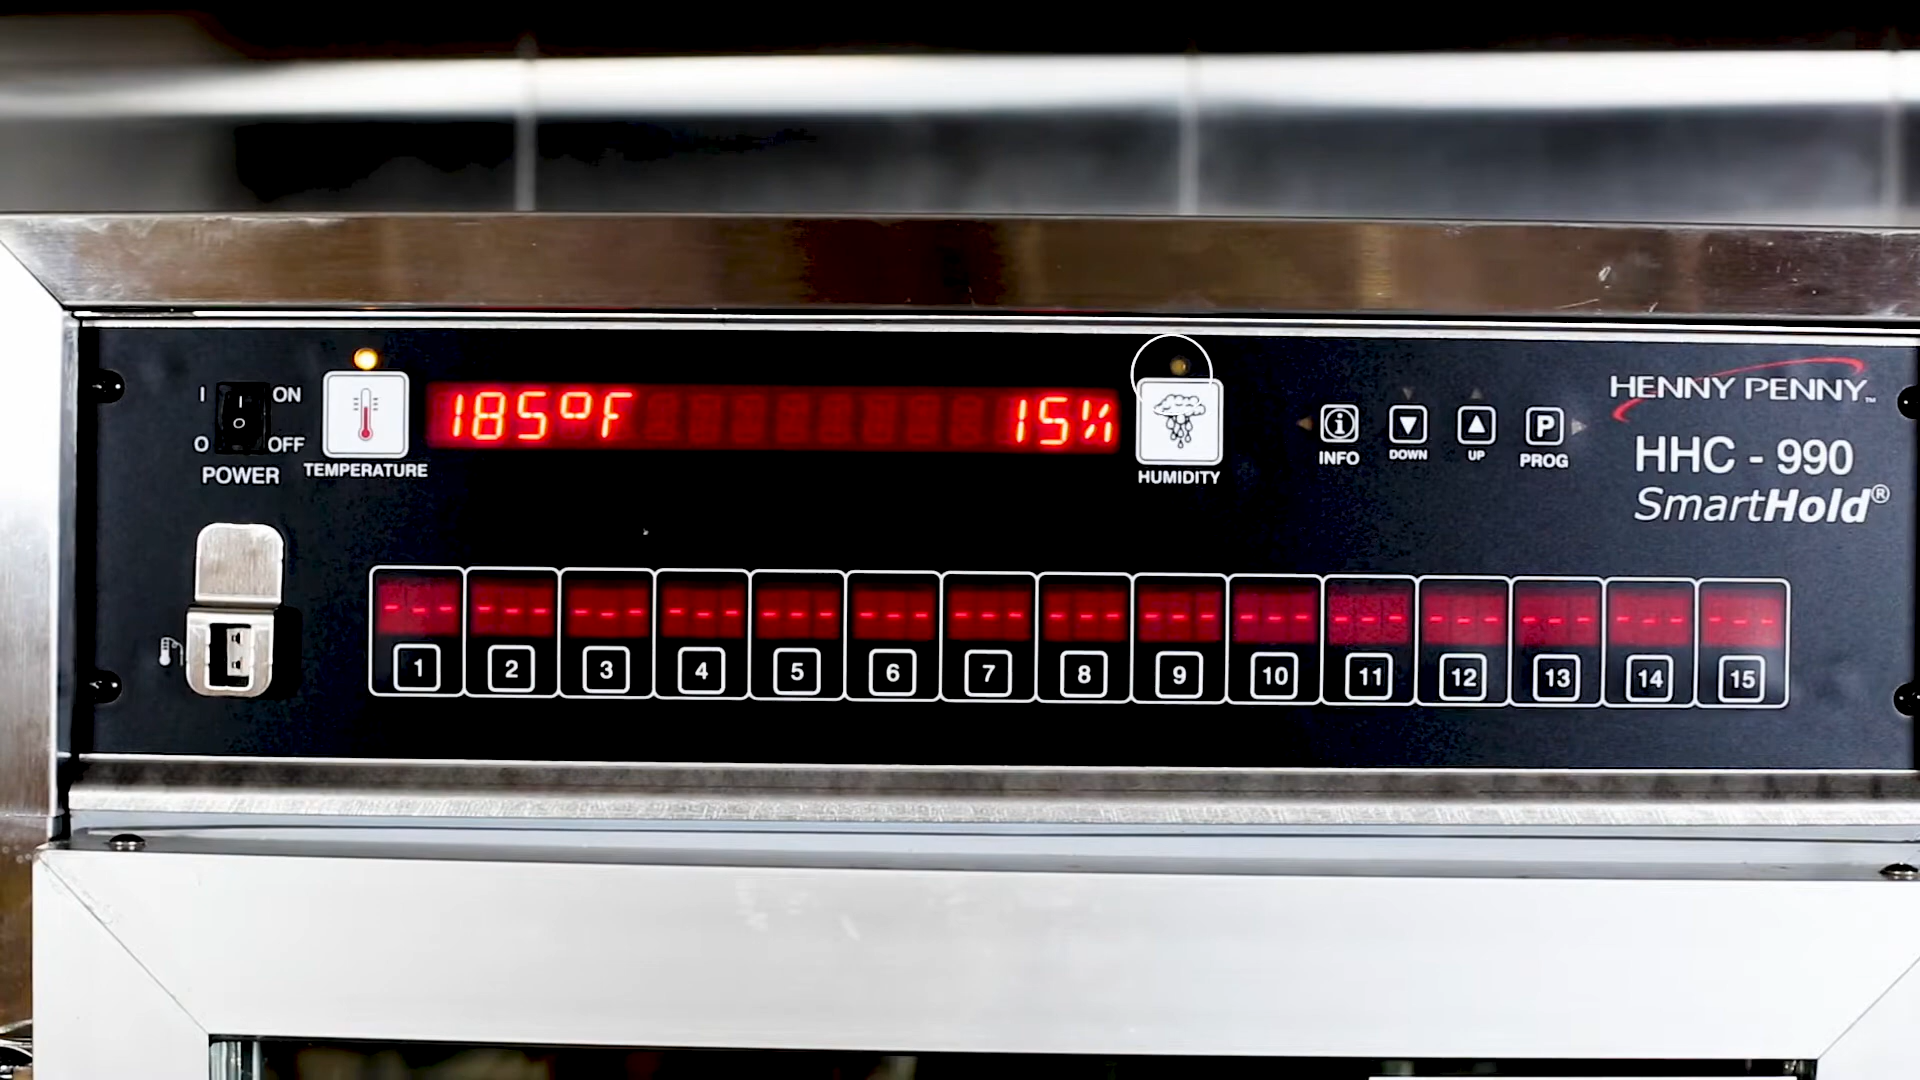 I ON
O OFF
POWER
TEMPERATURE
185°F 15%
HUMIDITY
INFO
DOWN
UP
P
PROG
HENNY PENNY™
HHC - 990
SmartHold®
--- --- --- --- --- --- --- --- --- --- --- --- --- --- ---
1 2 3 4 5 6 7 8 9 10 11 12 13 14 15